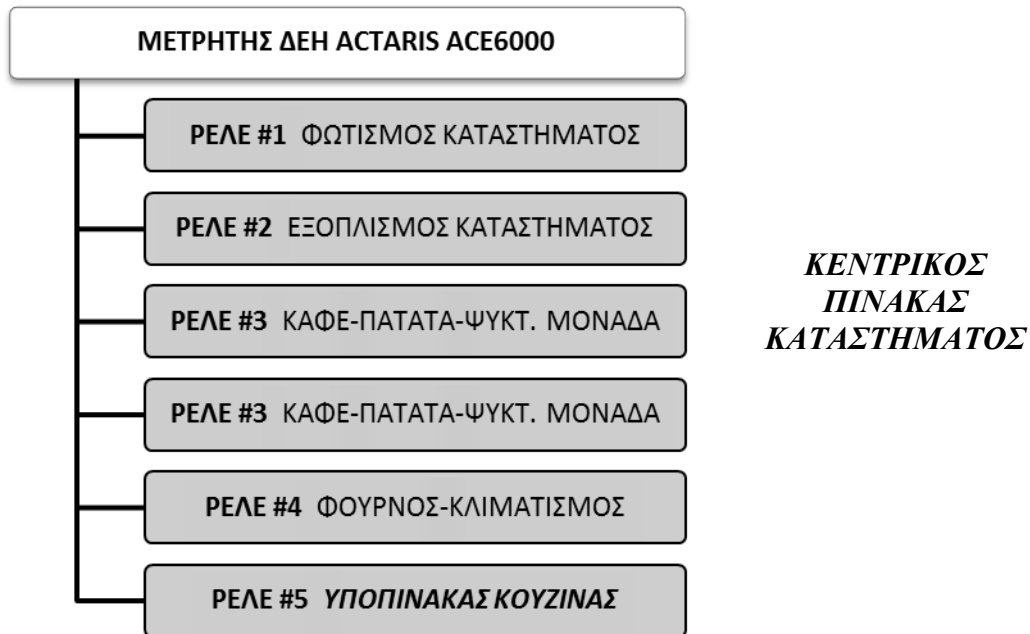 ΜΕΤΡΗΤΗΣ ΔΕΗ ACTARIS ACE6000
ΡΕΛΕ #1 ΦΩΤΙΣΜΟΣ ΚΑΤΑΣΤΗΜΑΤΟΣ
ΡΕΛΕ #2 ΕΞΟΠΛΙΣΜΟΣ ΚΑΤΑΣΤΗΜΑΤΟΣ
ΡΕΛΕ #3 ΚΑΦΕ-ΠΑΤΑΤΑ-ΨΥΚΤ. ΜΟΝΑΔΑ
ΡΕΛΕ #3 ΚΑΦΕ-ΠΑΤΑΤΑ-ΨΥΚΤ. ΜΟΝΑΔΑ
ΡΕΛΕ #4 ΦΟΥΡΝΟΣ-ΚΛΙΜΑΤΙΣΜΟΣ
ΡΕΛΕ #5 ΥΠΟΠΙΝΑΚΑΣ ΚΟΥΖΙΝΑΣ
ΚΕΝΤΡΙΚΟΣ
ΠΙΝΑΚΑΣ
ΚΑΤΑΣΤΗΜΑΤΟΣ